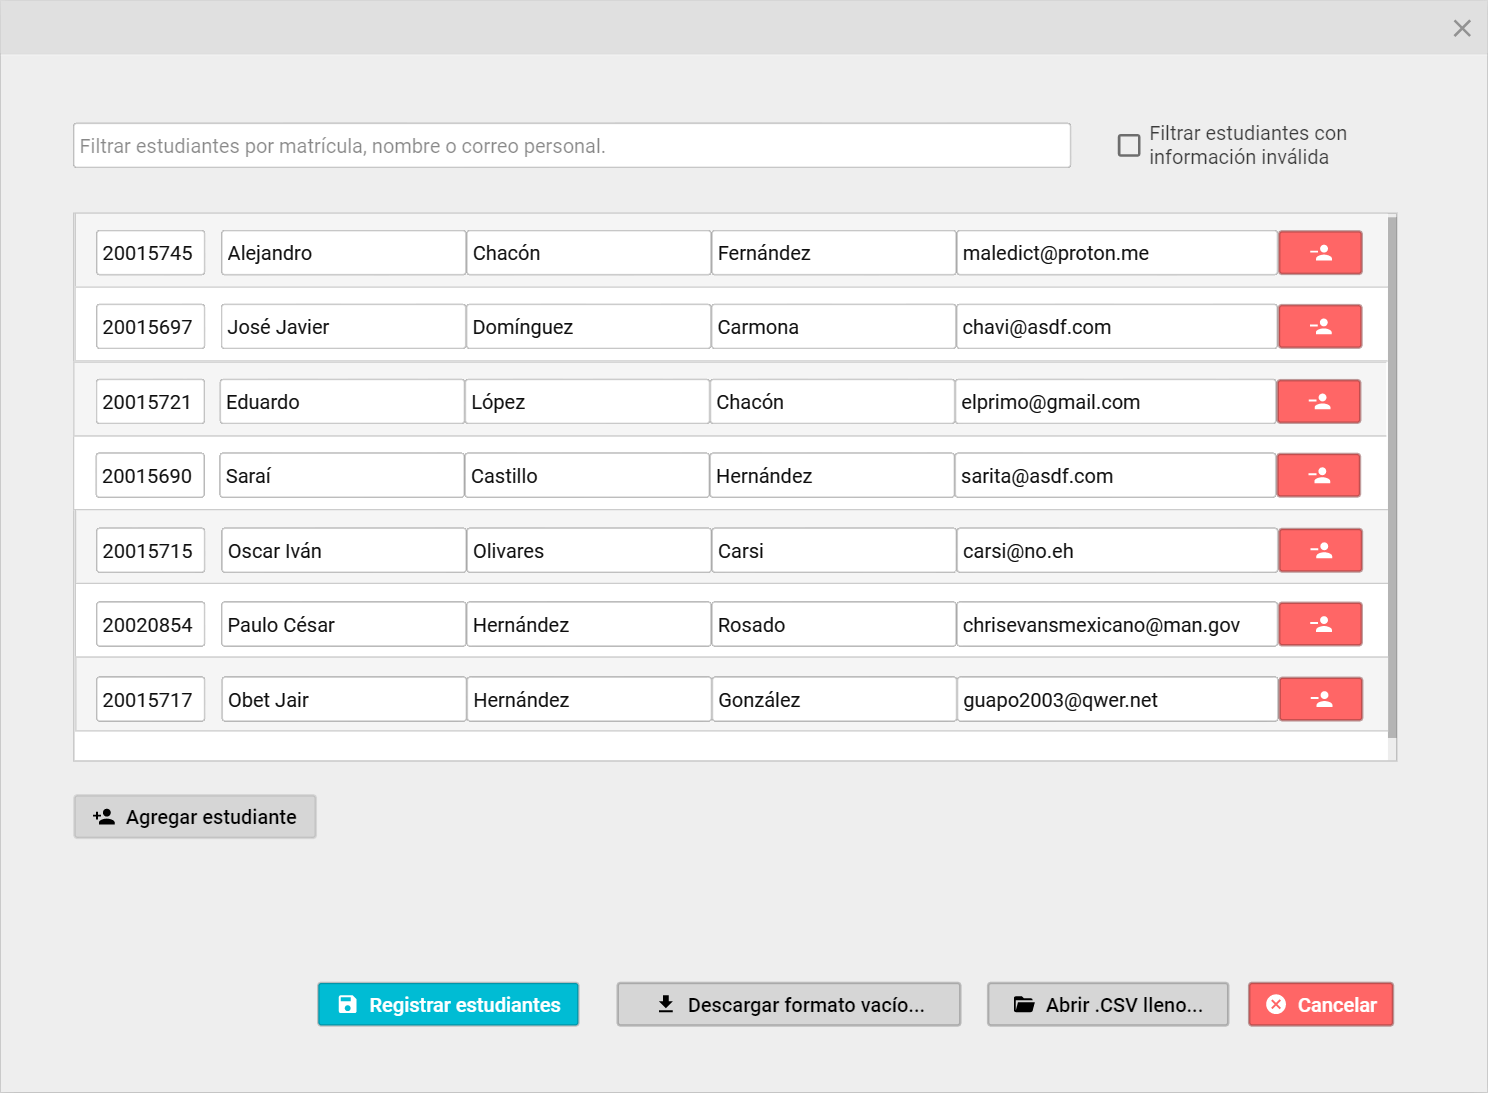 Filtrar estudiantes por matrícula, nombre o correo personal.
Filtrar estudiantes con
información inválida
20015745 Alejandro Chacón Fernández maledict@proton.me
20015697 José Javier Domínguez Carmona chavi@asdf.com
20015721 Eduardo López Chacón elprimo@gmail.com
20015690 Saraí Castillo Hernández sarita@asdf.com
20015715 Oscar Iván Olivares Carsi carsi@no.eh
20020854 Paulo César Hernández Rosado chrisevansmexicano@man.gov
20015717 Obet Jair Hernández González guapo2003@qwer.net
Agregar estudiante
Registrar estudiantes Descargar formato vacío... Abrir .CSV lleno... Cancelar